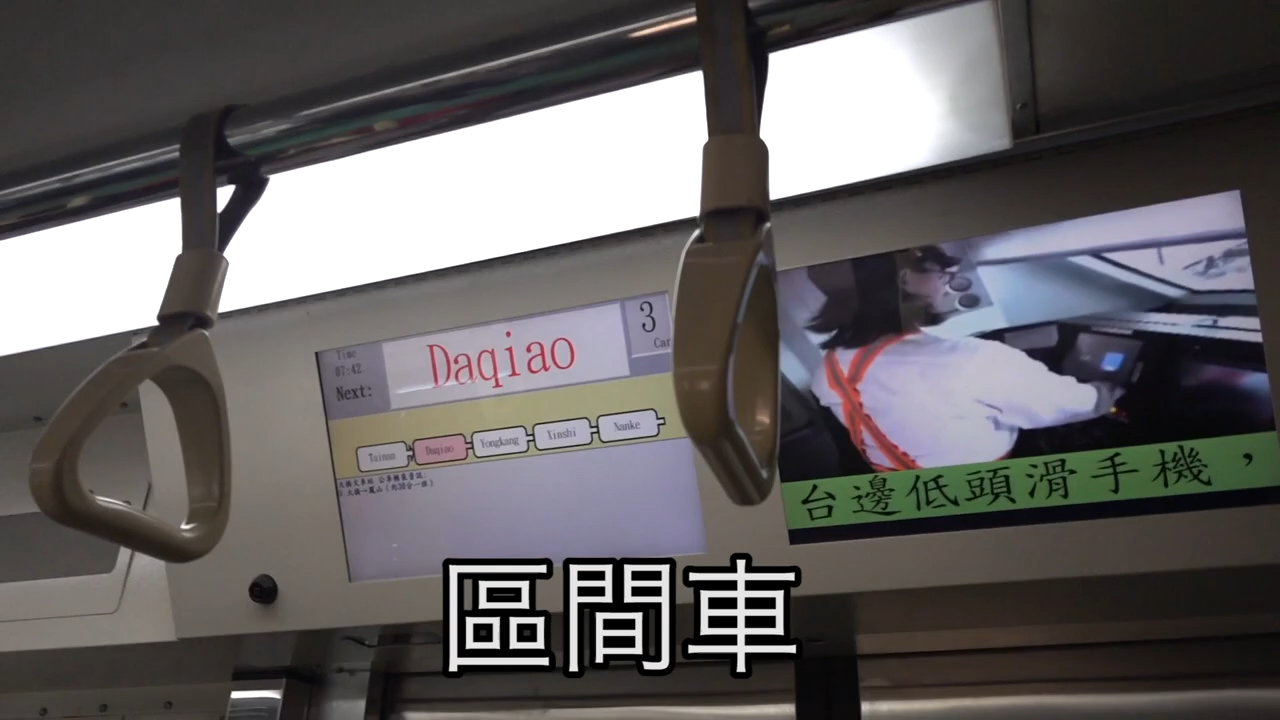 Time
07:42
Next:
Daqiao
3
Car
Tainan
Daqiao
Yongkang
Xinshi
Nanke
台邊低頭滑手機，
區間車